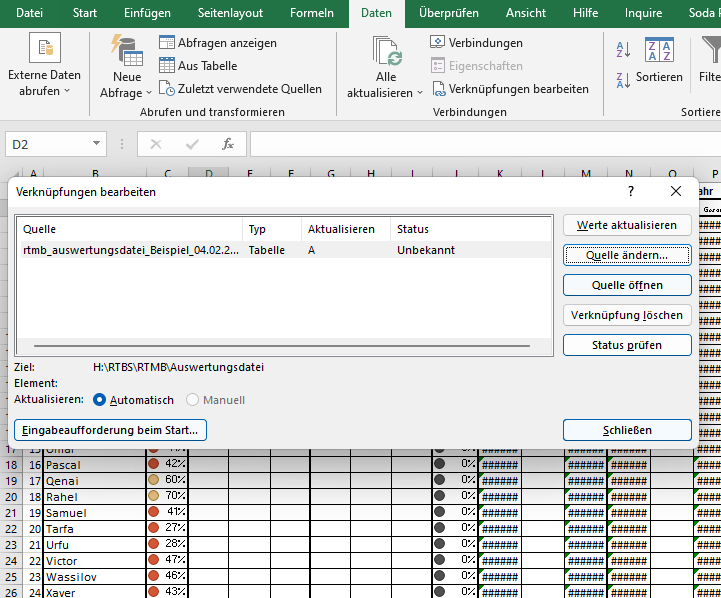 Datei Start Einfügen Seitenlayout Formeln Daten Überprüfen Ansicht Hilfe Inquire Soda
Externe Daten abrufen
Neue Abfrage
Abfragen anzeigen
Aus Tabelle
Zuletzt verwendete Quellen
Abrufen und transformieren
Alle aktualisieren
Verbindungen
Eigenschaften
Verknüpfungen bearbeiten
Verbindungen
A Z
Z A
Z A A Z
Sortieren
Filte
Sortiere
D2
fx
A B C D E F G H I J K L M N O P
Verknüpfungen bearbeiten ?
ahr
Quelle Typ Aktualisieren Status
rtmb_auswertungsdatei_Beispiel_04.02.2... Tabelle A Unbekannt
Werte aktualisieren
Quelle ändern...
Quelle öffnen
Verknüpfung löschen
Status prüfen
Ziel: H:\RTBS\RTMB\Auswertungsdatei
Element:
Aktualisieren: Automatisch Manuell
Eingabeaufforderung beim Start... Schließen
18 16 Pascal 42% 0% ###### ###### ###### ####
19 17 Qenai 60% 0% ###### ###### ###### ####
20 18 Rahel 70% 0% ###### ###### ###### ####
21 19 Samuel 41% 0% ###### ###### ###### ####
22 20 Tarfa 27% 0% ###### ###### ###### ####
23 21 Urfu 28% 0% ###### ###### ###### ####
24 22 Victor 47% 0% ###### ###### ###### ####
25 23 Wassilov 46% 0% ###### ###### ###### ####
26 24 Xaver 43% 0% ###### ###### ###### ####